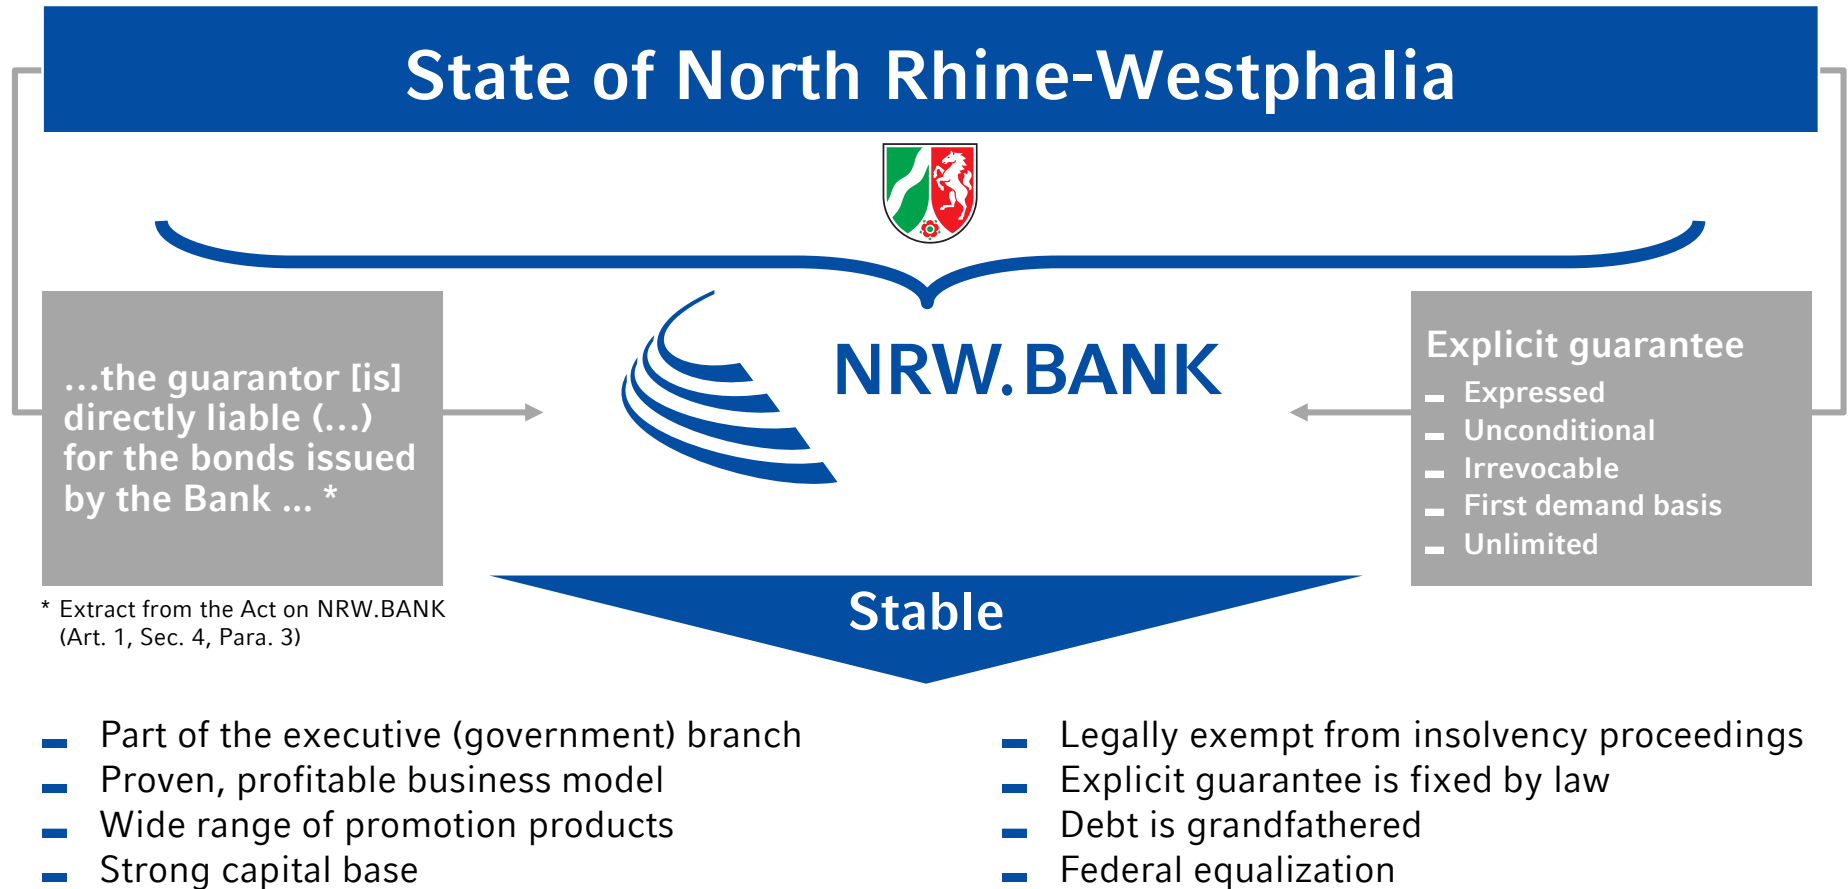 State of North Rhine-Westphalia
...the guarantor [is]
directly liable (...)
for the bonds issued
by the Bank ... *
NRW.BANK
Explicit guarantee
Expressed
Unconditional
Irrevocable
First demand basis
Unlimited
* Extract from the Act on NRW.BANK
(Art. 1, Sec. 4, Para. 3)
Stable
Part of the executive (government) branch
Proven, profitable business model
Wide range of promotion products
Strong capital base
Legally exempt from insolvency proceedings
Explicit guarantee is fixed by law
Debt is grandfathered
Federal equalization